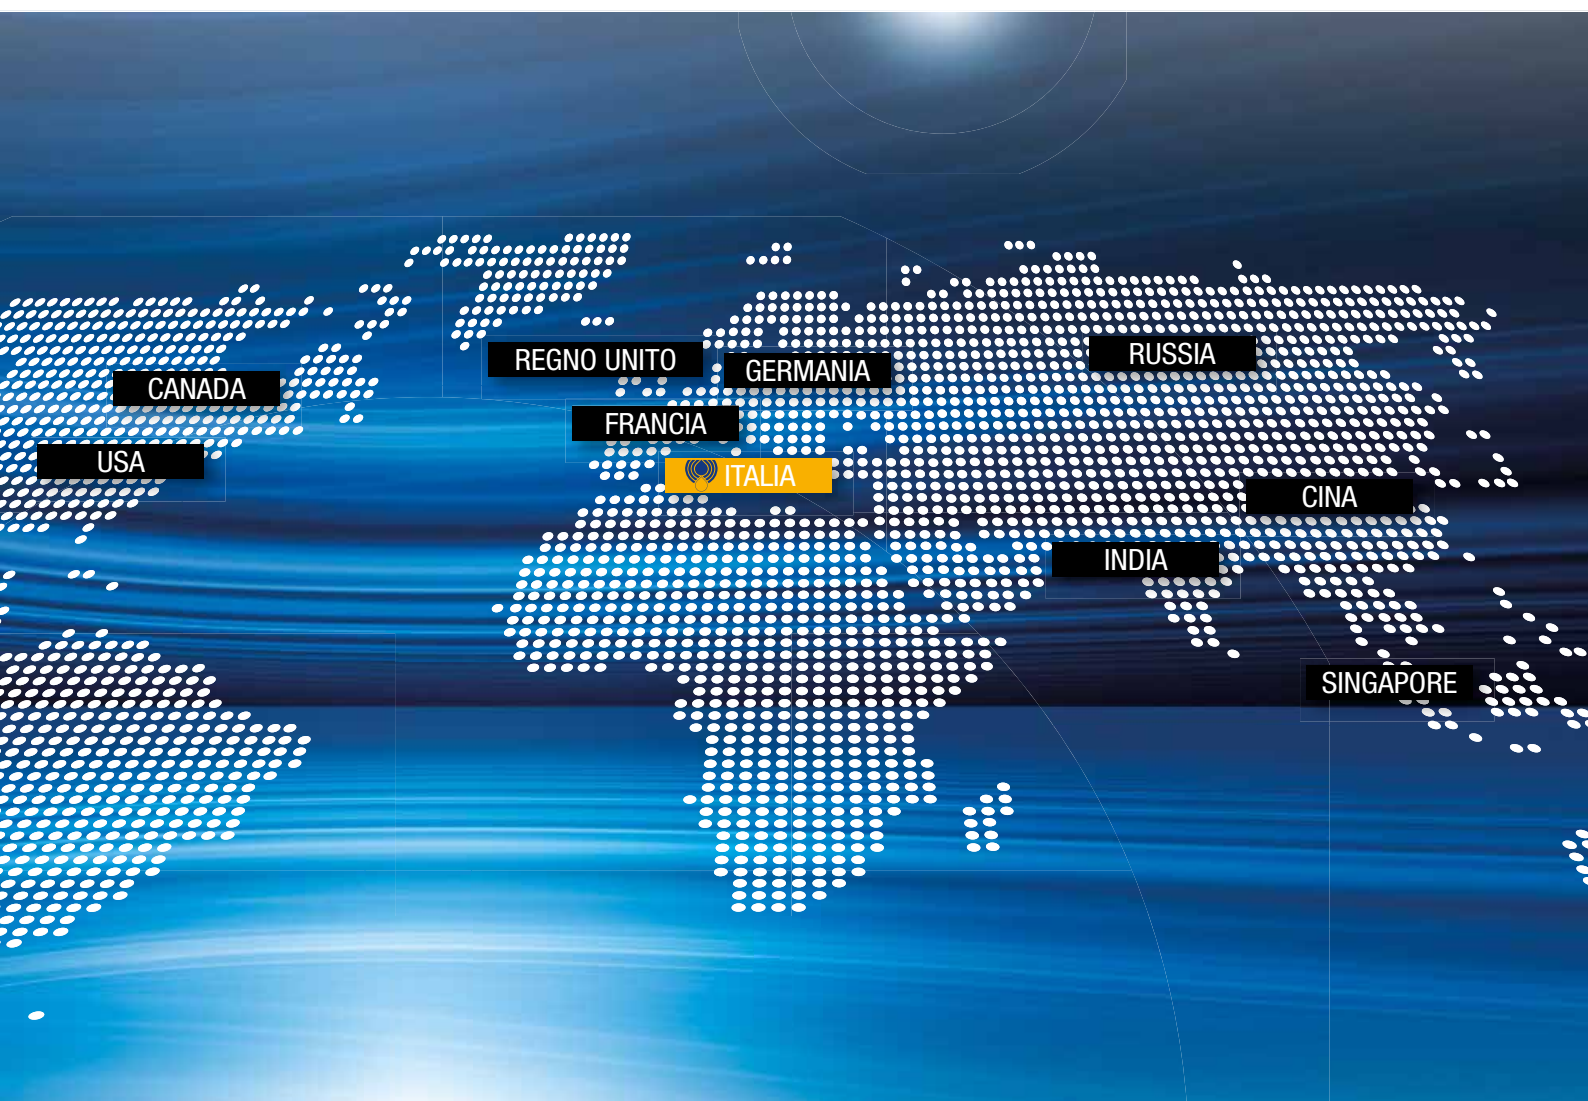 REGNO UNITO
RUSSIA
GERMANIA
CANADA
FRANCIA
USA
ITALIA
CINA
INDIA
SINGAPORE